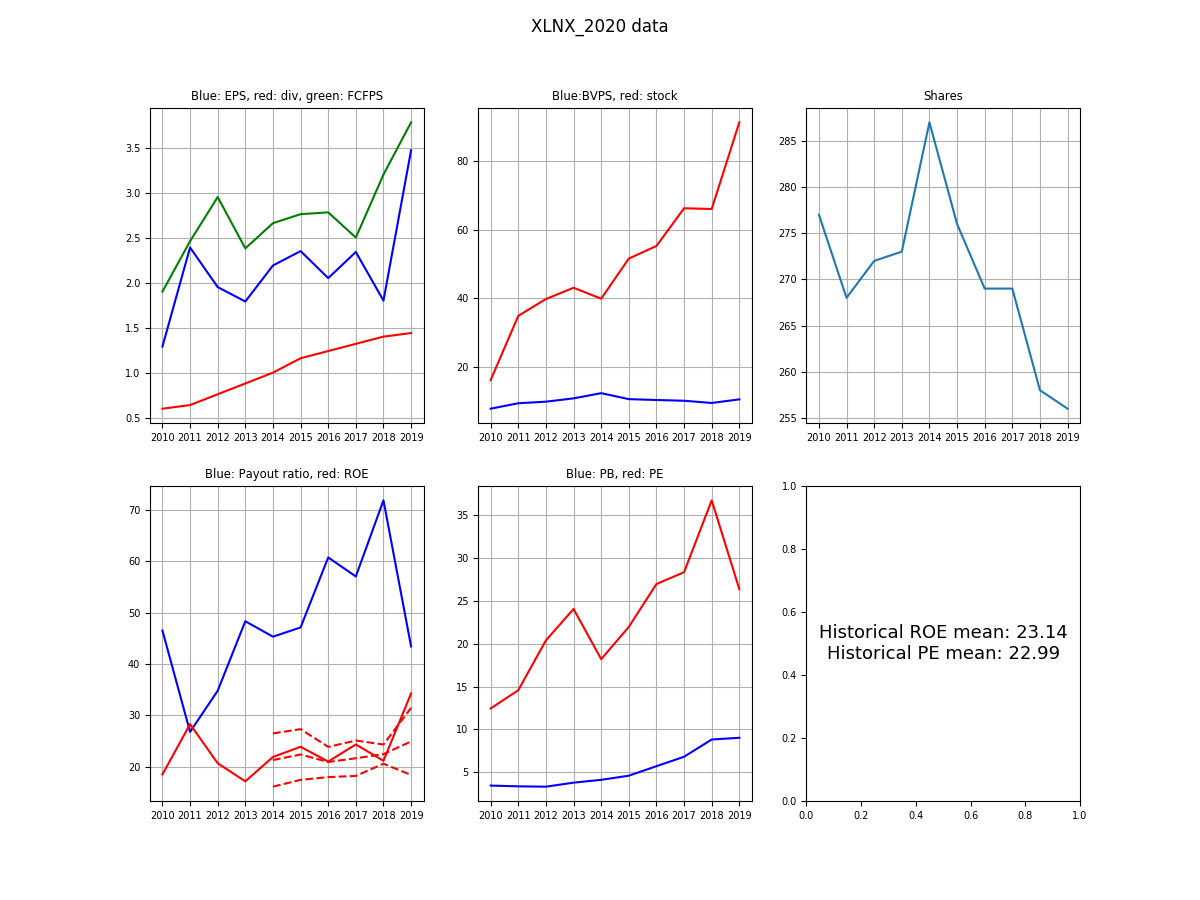 XLNX_2020 data
Blue: EPS, red: div, green: FCFPS
Blue:BVPS, red: stock
Shares
3.5
3.0
2.5
2.0
1.5
1.0
0.5
2010 2011 2012 2013 2014 2015 2016 2017 2018 2019
80
60
40
20
2010 2011 2012 2013 2014 2015 2016 2017 2018 2019
285
280
275
270
265
260
255
2010 2011 2012 2013 2014 2015 2016 2017 2018 2019
Blue: Payout ratio, red: ROE
Blue: PB, red: PE
70
60
50
40
30
20
2010 2011 2012 2013 2014 2015 2016 2017 2018 2019
35
30
25
20
15
10
5
2010 2011 2012 2013 2014 2015 2016 2017 2018 2019
1.0
0.8
0.6
0.4
0.2
0.0
Historical ROE mean: 23.14
Historical PE mean: 22.99
0.0 0.2 0.4 0.6 0.8 1.0